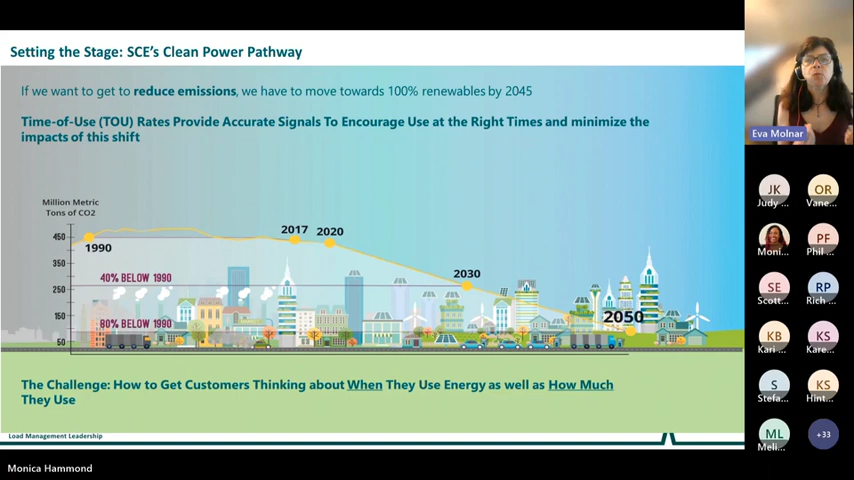 Setting the Stage: SCE's Clean Power Pathway
If we want to get to reduce emissions, we have to move towards 100% renewables by 2045
Time-of-Use (TOU) Rates Provide Accurate Signals To Encourage Use at the Right Times and minimize the
impacts of this shift
Million Metric
Tons of CO2
450
350
250
150
50
1990
2017
2020
2030
2050
40% BELOW 1990
80% BELOW 1990
The Challenge: How to Get Customers Thinking about When They Use Energy as well as How Much
They Use
Load Management Leadership
Monica Hammond
Eva Molnar
JK
Judy ...
OR
Vane...
Moni...
PF
Phil ...
SE
Scott...
RP
Rich ...
KB
Kari ...
KS
Kare...
S
Stefa...
KS
Hint...
ML
Meli...
+33